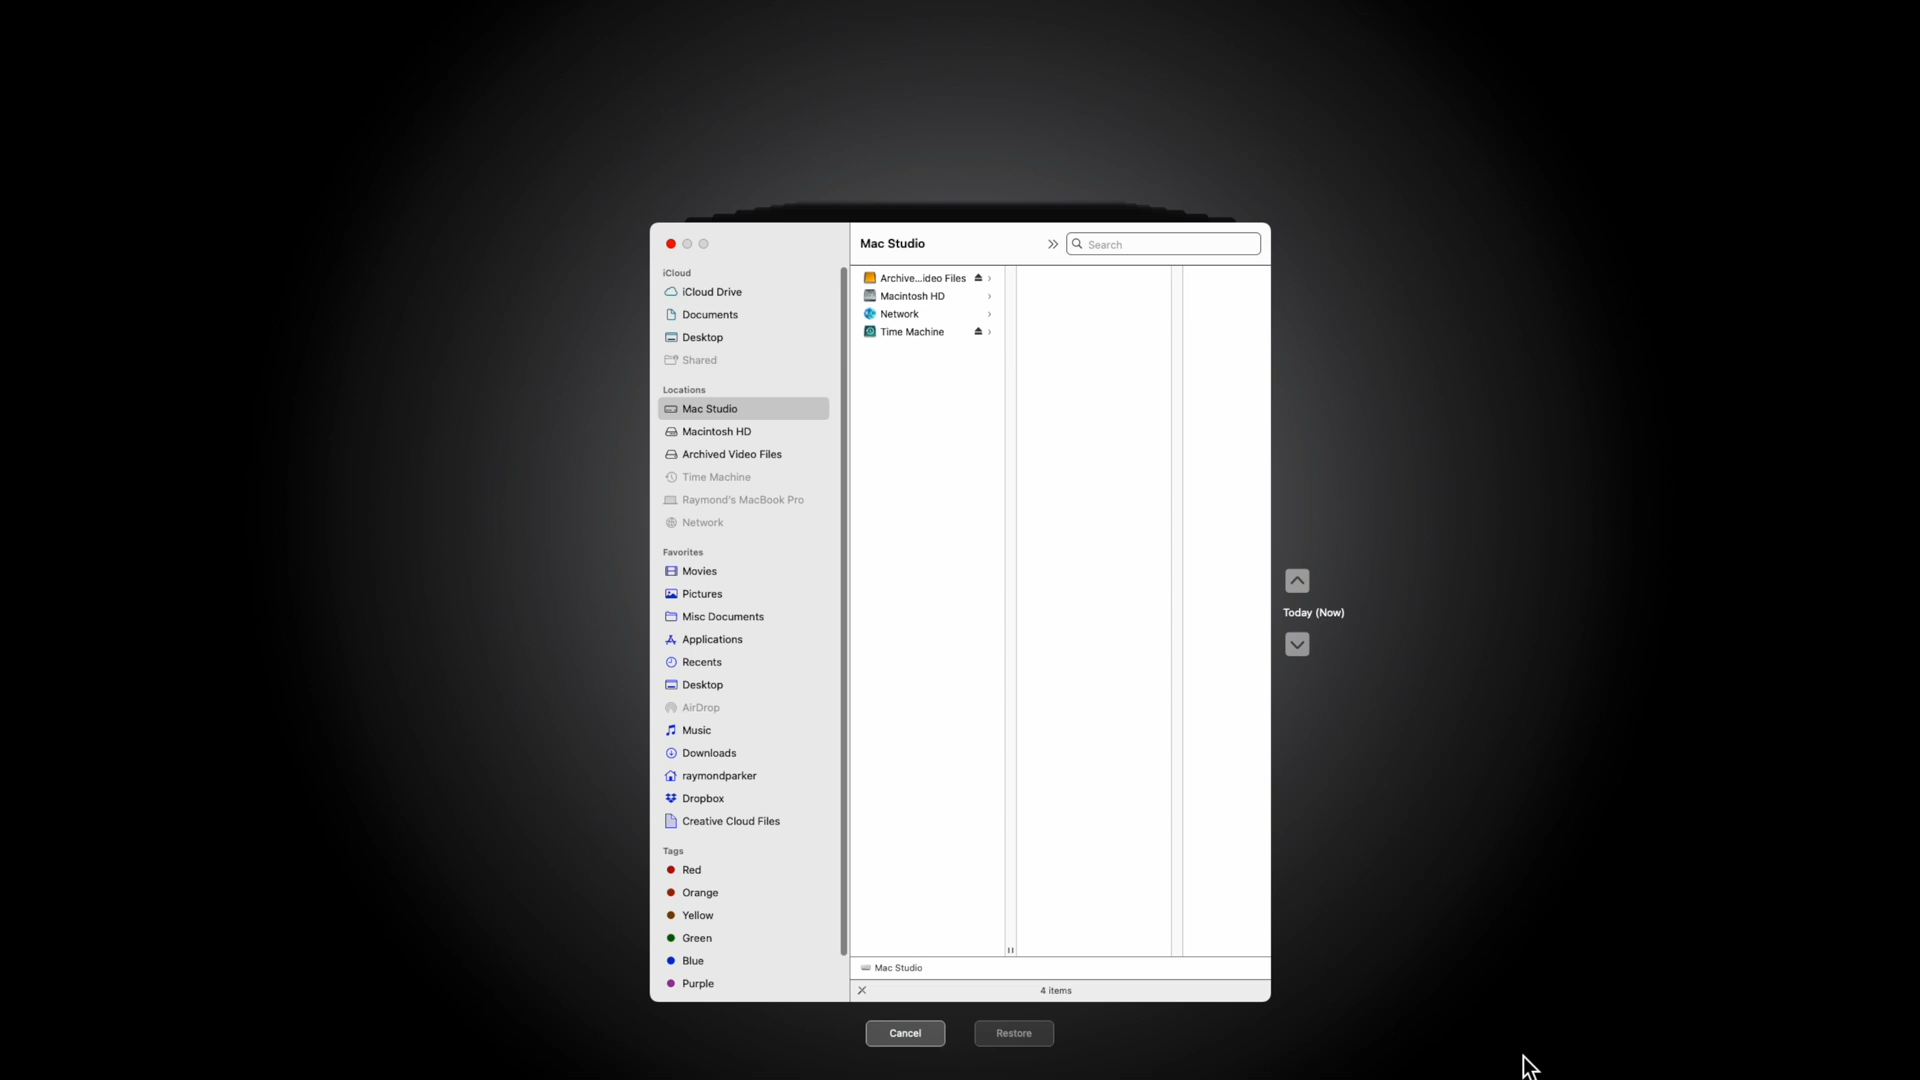 Mac Studio
Search
iCloud
iCloud Drive
Documents
Desktop
Shared
Locations
Mac Studio
Macintosh HD
Archived Video Files
Time Machine
Raymond's MacBook Pro
Network
Favorites
Movies
Pictures
Misc Documents
Applications
Recents
Desktop
AirDrop
Music
Downloads
raymondparker
Dropbox
Creative Cloud Files
Tags
Red
Orange
Yellow
Green
Blue
Purple
Archive...ideo Files
Macintosh HD
Network
Time Machine
Mac Studio
4 items
Today (Now)
Cancel
Restore